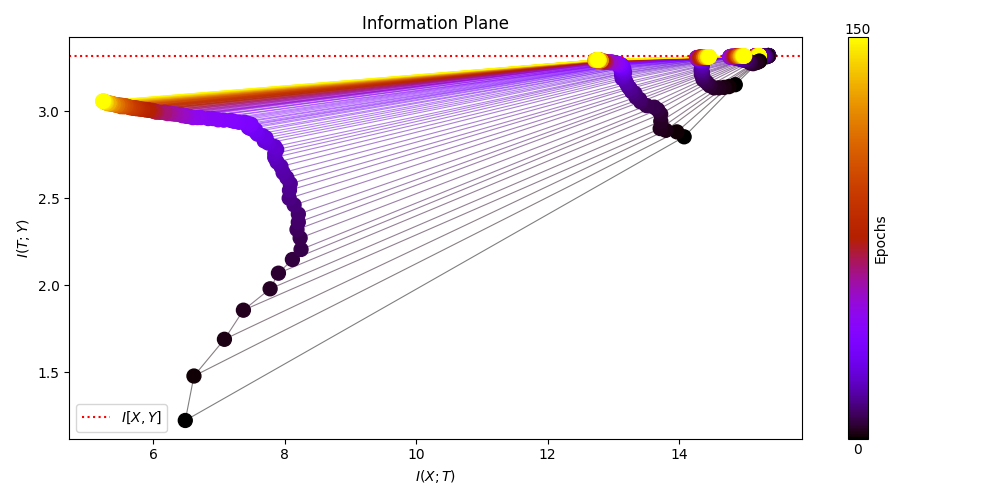 Information Plane
150
3.0
2.5
2.0
1.5
I(T; Y)
Epochs
I[X, Y]
0
6 8 10 12 14
I(X; T)